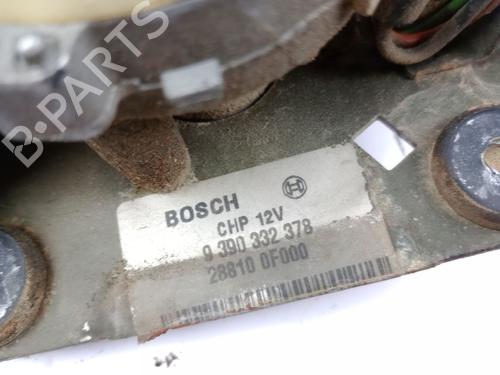 B-PARTS
BOSCH
CHP 12V
9 390 332 378
28810 0F000